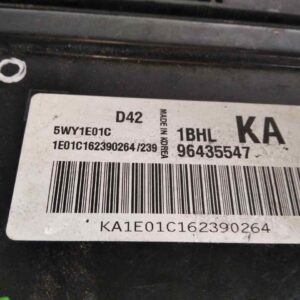 D42
MADE IN KOREA
5WY1E01C
1BHL KA
1E01C162390264/239
96435547
KA1E01C162390264